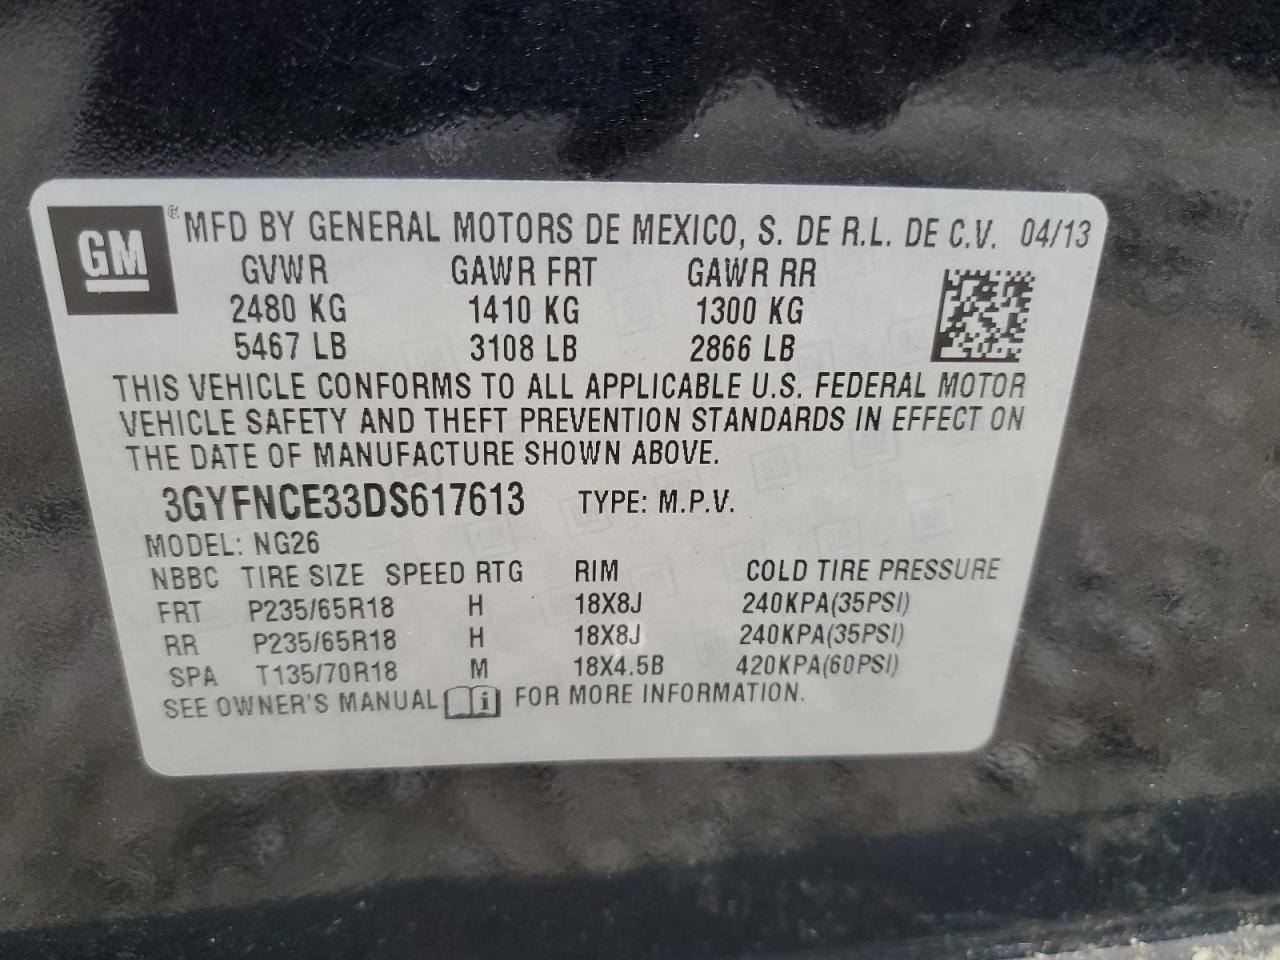 GM ® MFD BY GENERAL MOTORS DE MEXICO, S. DE R.L. DE C.V. 04/13
GVWR GAWR FRT GAWR RR
2480 KG 1410 KG 1300 KG
5467 LB 3108 LB 2866 LB
THIS VEHICLE CONFORMS TO ALL APPLICABLE U.S. FEDERAL MOTOR
VEHICLE SAFETY AND THEFT PREVENTION STANDARDS IN EFFECT ON
THE DATE OF MANUFACTURE SHOWN ABOVE.
3GYFNCE33DS617613 TYPE: M.P.V.
MODEL: NG26
NBBC TIRE SIZE SPEED RTG RIM COLD TIRE PRESSURE
FRT P235/65R18 H 18X8J 240KPA(35PSI)
RR P235/65R18 H 18X8J 240KPA(35PSI)
SPA T135/70R18 M 18X4.5B 420KPA(60PSI)
SEE OWNER'S MANUAL i FOR MORE INFORMATION.